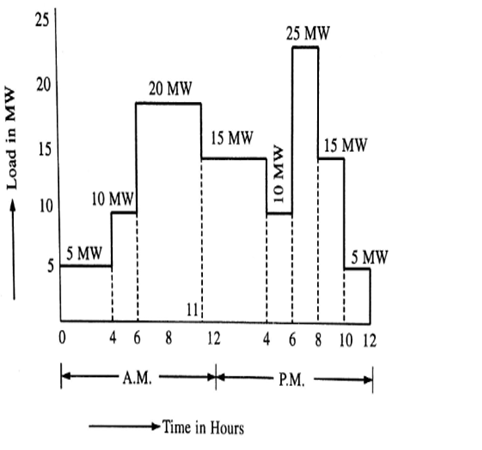 25
25 MW
20
20 MW
Load in MW
15
15 MW
15 MW
10
10 MW
10 MW
5
5 MW
5 MW
11
0 4 6 8 12 4 6 8 10 12
A.M. P.M.
Time in Hours